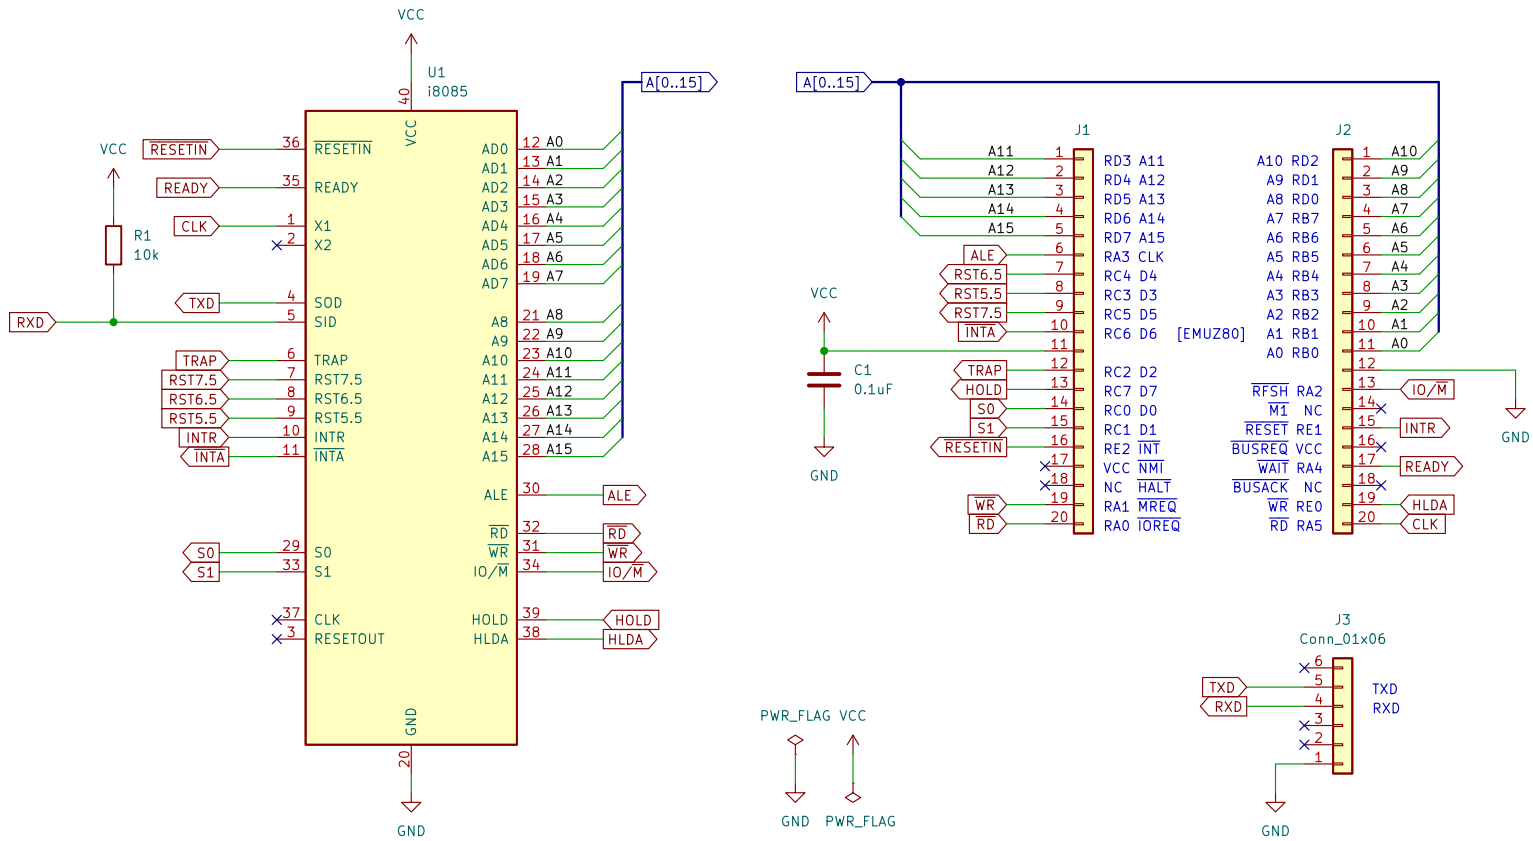 VCC
U1
i8085
40
VCC
A[0..15]
VCC
R1
10k
RESETIN
READY
CLK
TXD
RXD
TRAP
RST7.5
RST6.5
RST5.5
INTR
INTA
S0
S1
36 RESETIN
35 READY
1 X1
2 X2
4 SOD
5 SID
6 TRAP
7 RST7.5
8 RST6.5
9 RST5.5
10 INTR
11 INTA
29 S0
33 S1
37 CLK
3 RESETOUT
AD0 12 A0
AD1 13 A1
AD2 14 A2
AD3 15 A3
AD4 16 A4
AD5 17 A5
AD6 18 A6
AD7 19 A7
A8 21 A8
A9 22 A9
A10 23 A10
A11 24 A11
A12 25 A12
A13 26 A13
A14 27 A14
A15 28 A15
ALE 30 ALE
RD 32 RD
WR 31 WR
IO/M 34 IO/M
HOLD 39 HOLD
HLDA 38 HLDA
GND
20
GND
A[0..15]
J1
A11 1 RD3 A11
A12 2 RD4 A12
A13 3 RD5 A13
A14 4 RD6 A14
A15 5 RD7 A15
ALE 6 RA3 CLK
RST6.5 7 RC4 D4
RST5.5 8 RC3 D3
RST7.5 9 RC5 D5
INTA 10 RC6 D6
11
TRAP 12 RC2 D2
HOLD 13 RC7 D7
S0 14 RC0 D0
S1 15 RC1 D1
RESETIN 16 RE2 INT
17 VCC NMI
18 NC HALT
WR 19 RA1 MREQ
RD 20 RA0 IOREQ
[EMUZ80]
VCC
C1
0.1uF
GND
J2
A10 RD2 1 A10
A9 RD1 2 A9
A8 RD0 3 A8
A7 RB7 4 A7
A6 RB6 5 A6
A5 RB5 6 A5
A4 RB4 7 A4
A3 RB3 8 A3
A2 RB2 9 A2
A1 RB1 10 A1
A0 RB0 11 A0
12
RFSH RA2 13 IO/M
M1 NC 14
RESET RE1 15 INTR
BUSREQ VCC 16
WAIT RA4 17 READY
BUSACK NC 18
WR RE0 19 HLDA
RD RA5 20 CLK
GND
J3
Conn_01x06
6
TXD 5 TXD
RXD 4 RXD
3
2
1
GND
PWR_FLAG VCC
GND PWR_FLAG